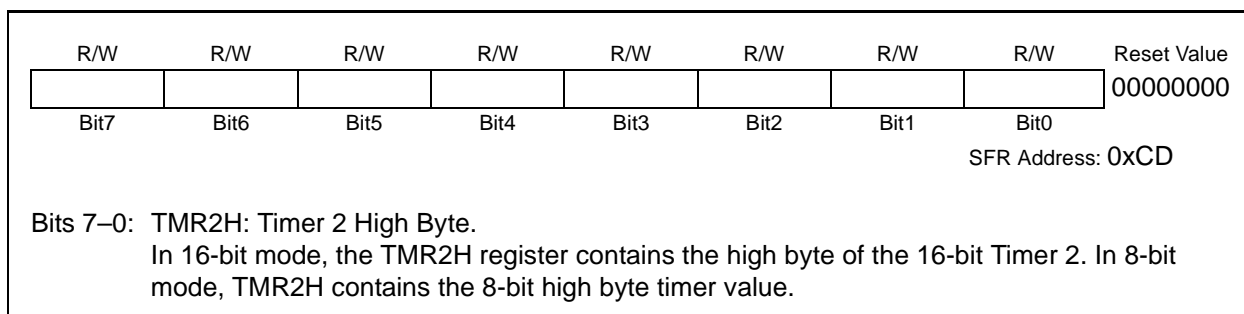 R/W R/W R/W R/W R/W R/W R/W R/W Reset Value
00000000
Bit7 Bit6 Bit5 Bit4 Bit3 Bit2 Bit1 Bit0
SFR Address: 0xCD
Bits 7–0: TMR2H: Timer 2 High Byte.
In 16-bit mode, the TMR2H register contains the high byte of the 16-bit Timer 2. In 8-bit
mode, TMR2H contains the 8-bit high byte timer value.